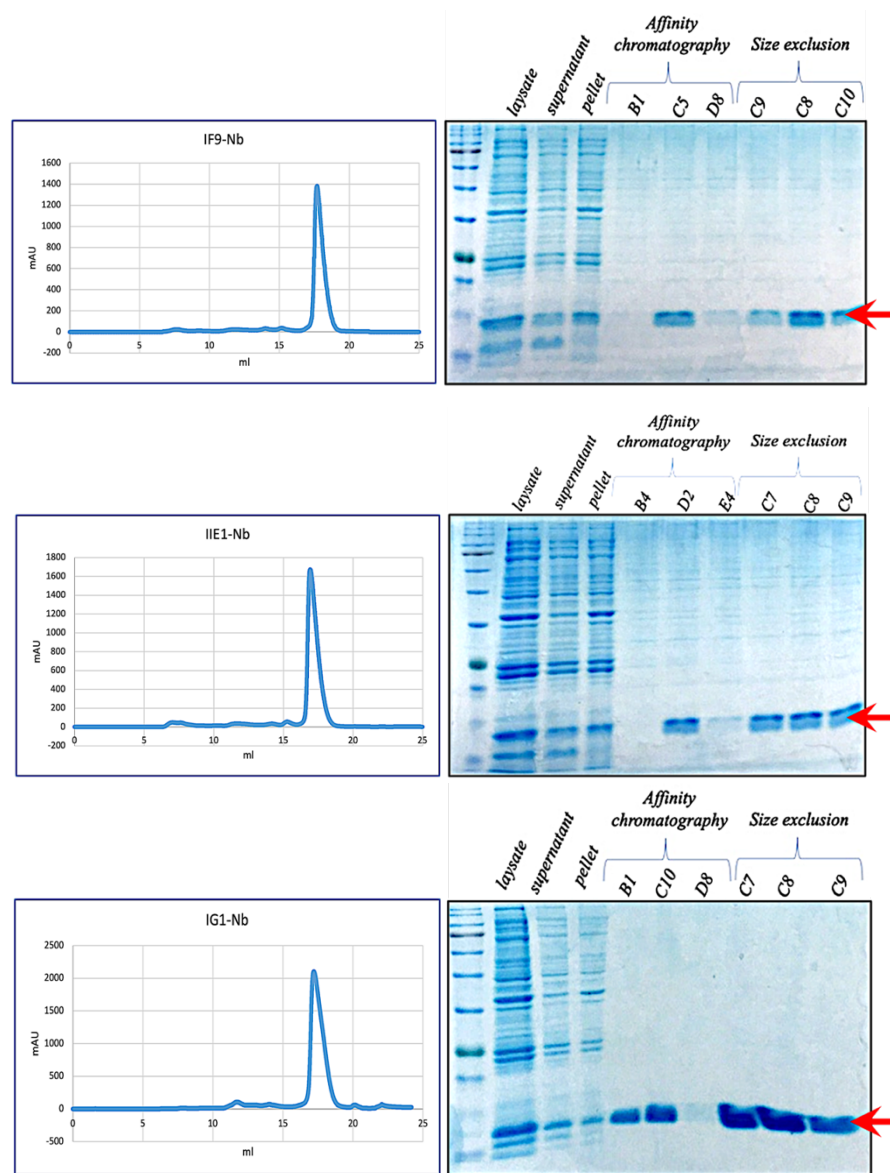 Affinity
chromatography
Size exclusion
laysate
supernatant
pellet
B1
C5
D8
C9
C8
C10
IF9-Nb
1600
1400
1200
1000
800
600
400
200
0
-200
mAU
0 5 10 15 20 25
ml
Affinity
chromatography
Size exclusion
laysate
supernatant
pellet
B4
D2
E4
C7
C8
C9
IIE1-Nb
1800
1600
1400
1200
1000
800
600
400
200
0
-200
mAU
0 5 10 15 20 25
ml
Affinity
chromatography
Size exclusion
laysate
supernatant
pellet
B1
C10
D8
C7
C8
C9
IG1-Nb
2500
2000
1500
1000
500
0
-500
mAU
0 5 10 15 20 25
ml